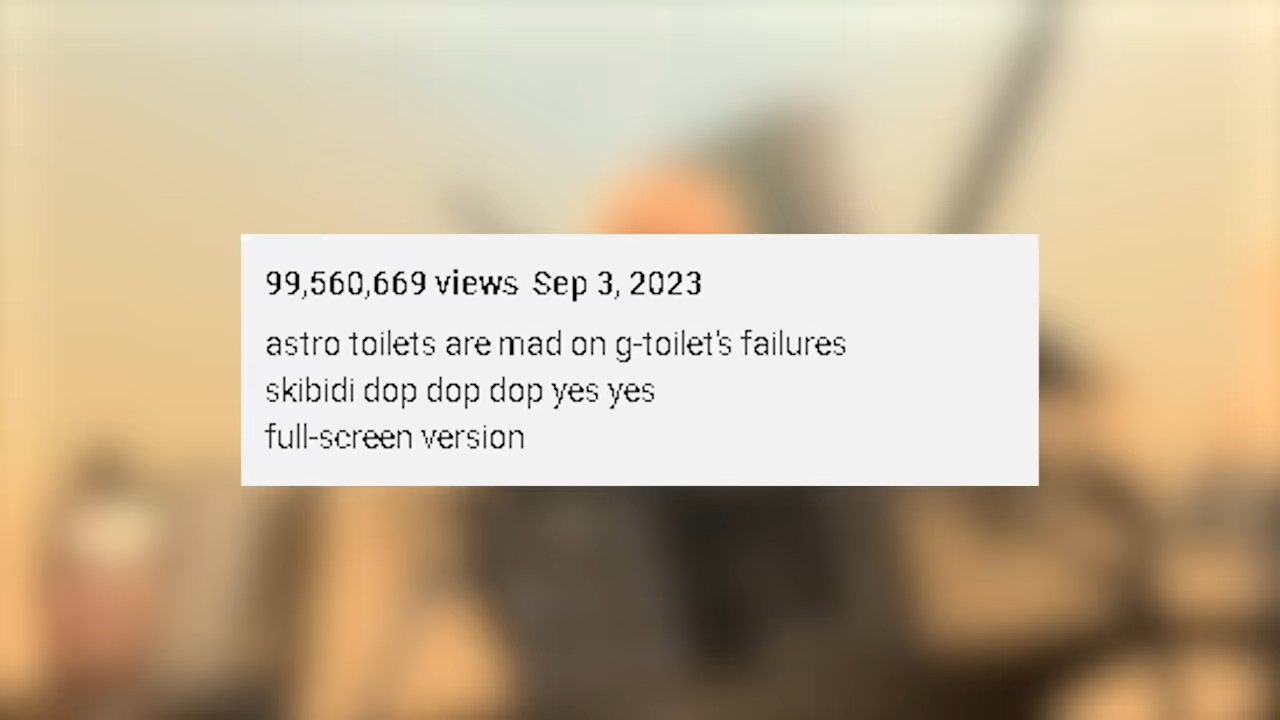 99,560,669 views Sep 3, 2023
astro toilets are mad on g-toilet's failures
skibidi dop dop dop yes yes
full-screen version